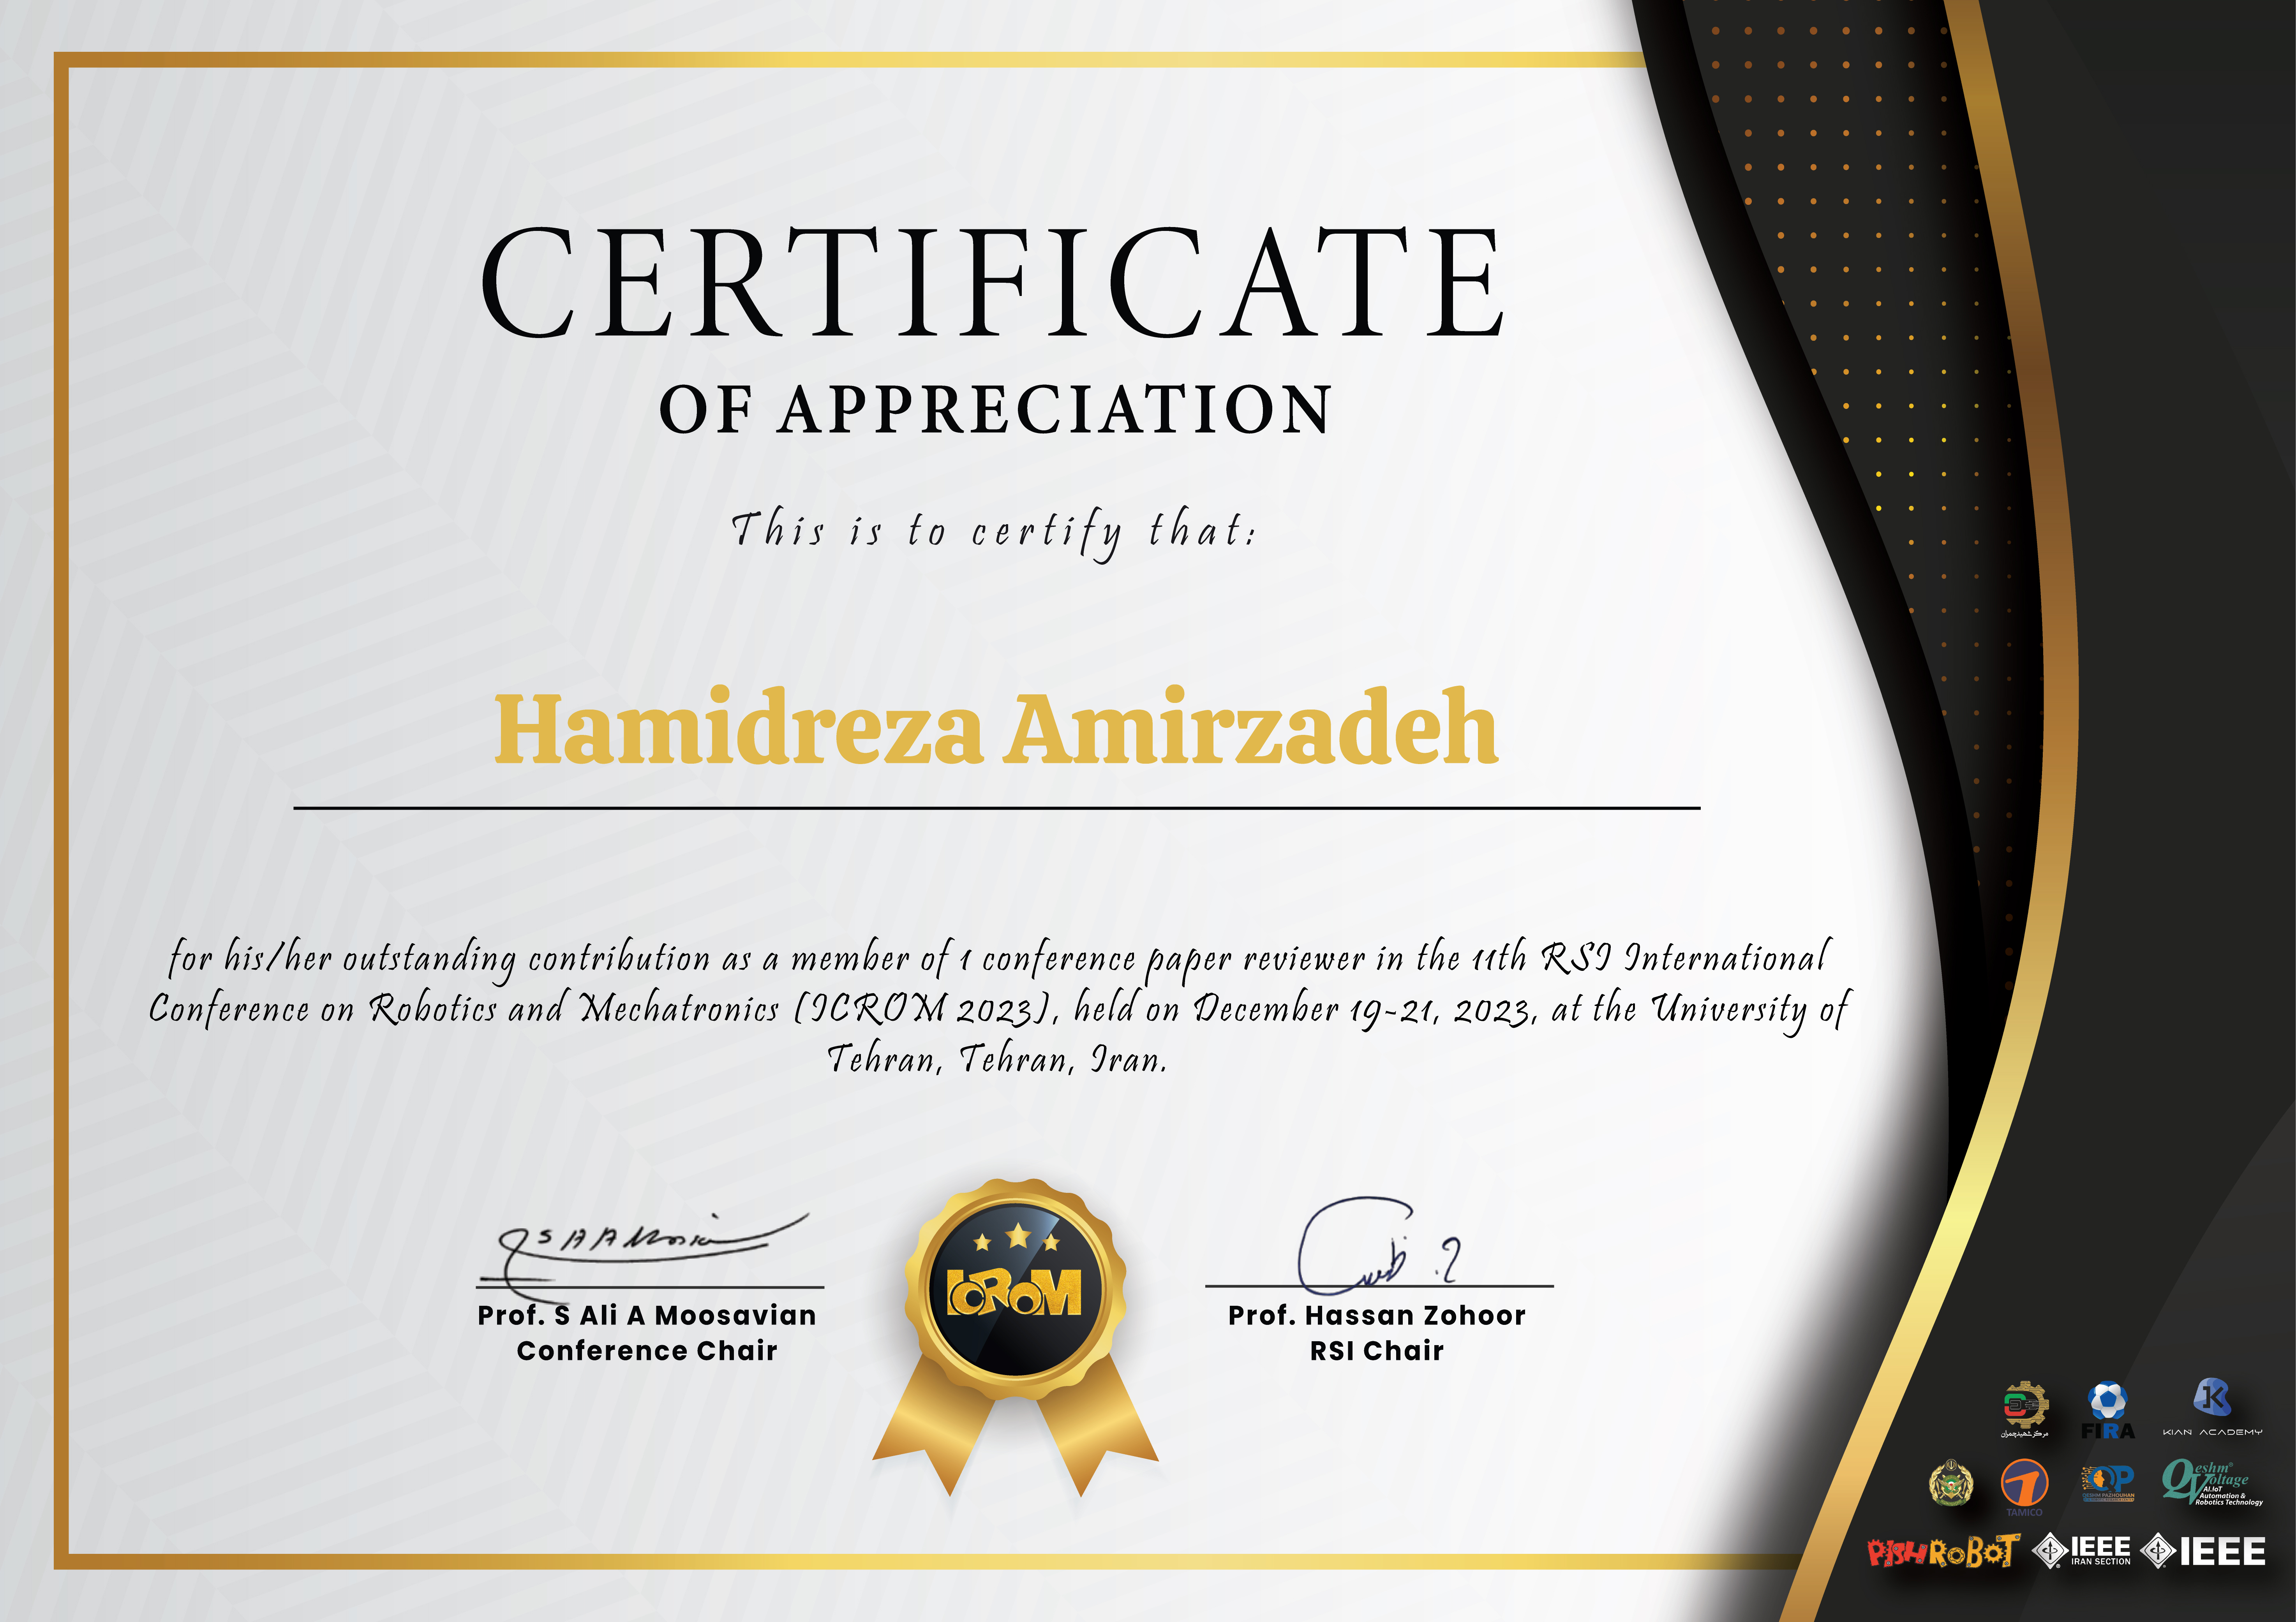 CERTIFICATE
OF APPRECIATION
This is to certify that:
Hamidreza Amirzadeh
for his/her outstanding contribution as a member of 1 conference paper reviewer in the 11th RSI International
Conference on Robotics and Mechatronics (ICROM 2023), held on December 19-21, 2023, at the University of
Tehran, Tehran, Iran.
S A A Moosavian
Prof. S Ali A Moosavian
Conference Chair
ICROM
Prof. Hassan Zohoor
RSI Chair
مرکز شهید چمران
FIRA
KIAN ACADEMY
TAMICO
QP
QESHM PAZHOUHAN
Qeshm®
Voltage
AI.IoT
Automation &
Robotics Technology
PISHROBOT
IEEE
IRAN SECTION
IEEE